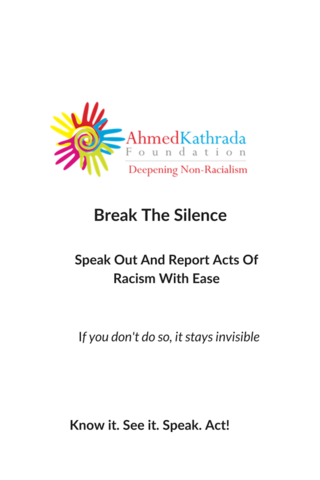 AhmedKathrada
Foundation
Deepening Non-Racialism
Break The Silence
Speak Out And Report Acts Of
Racism With Ease
If you don't do so, it stays invisible
Know it. See it. Speak. Act!